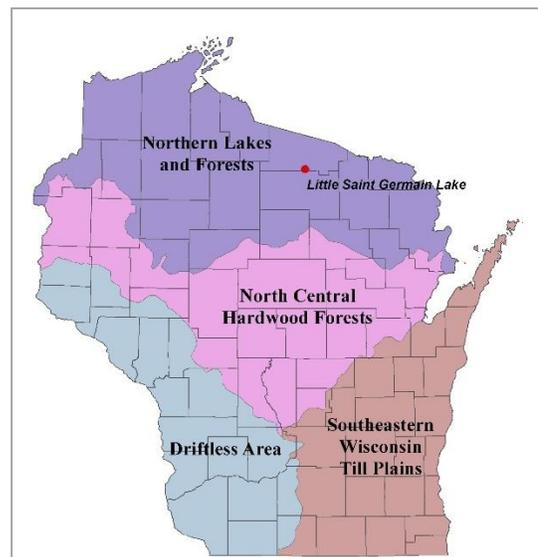 Northern Lakes
and Forests
Little Saint Germain Lake
North Central
Hardwood Forests
Driftless Area
Southeastern
Wisconsin
Till Plains